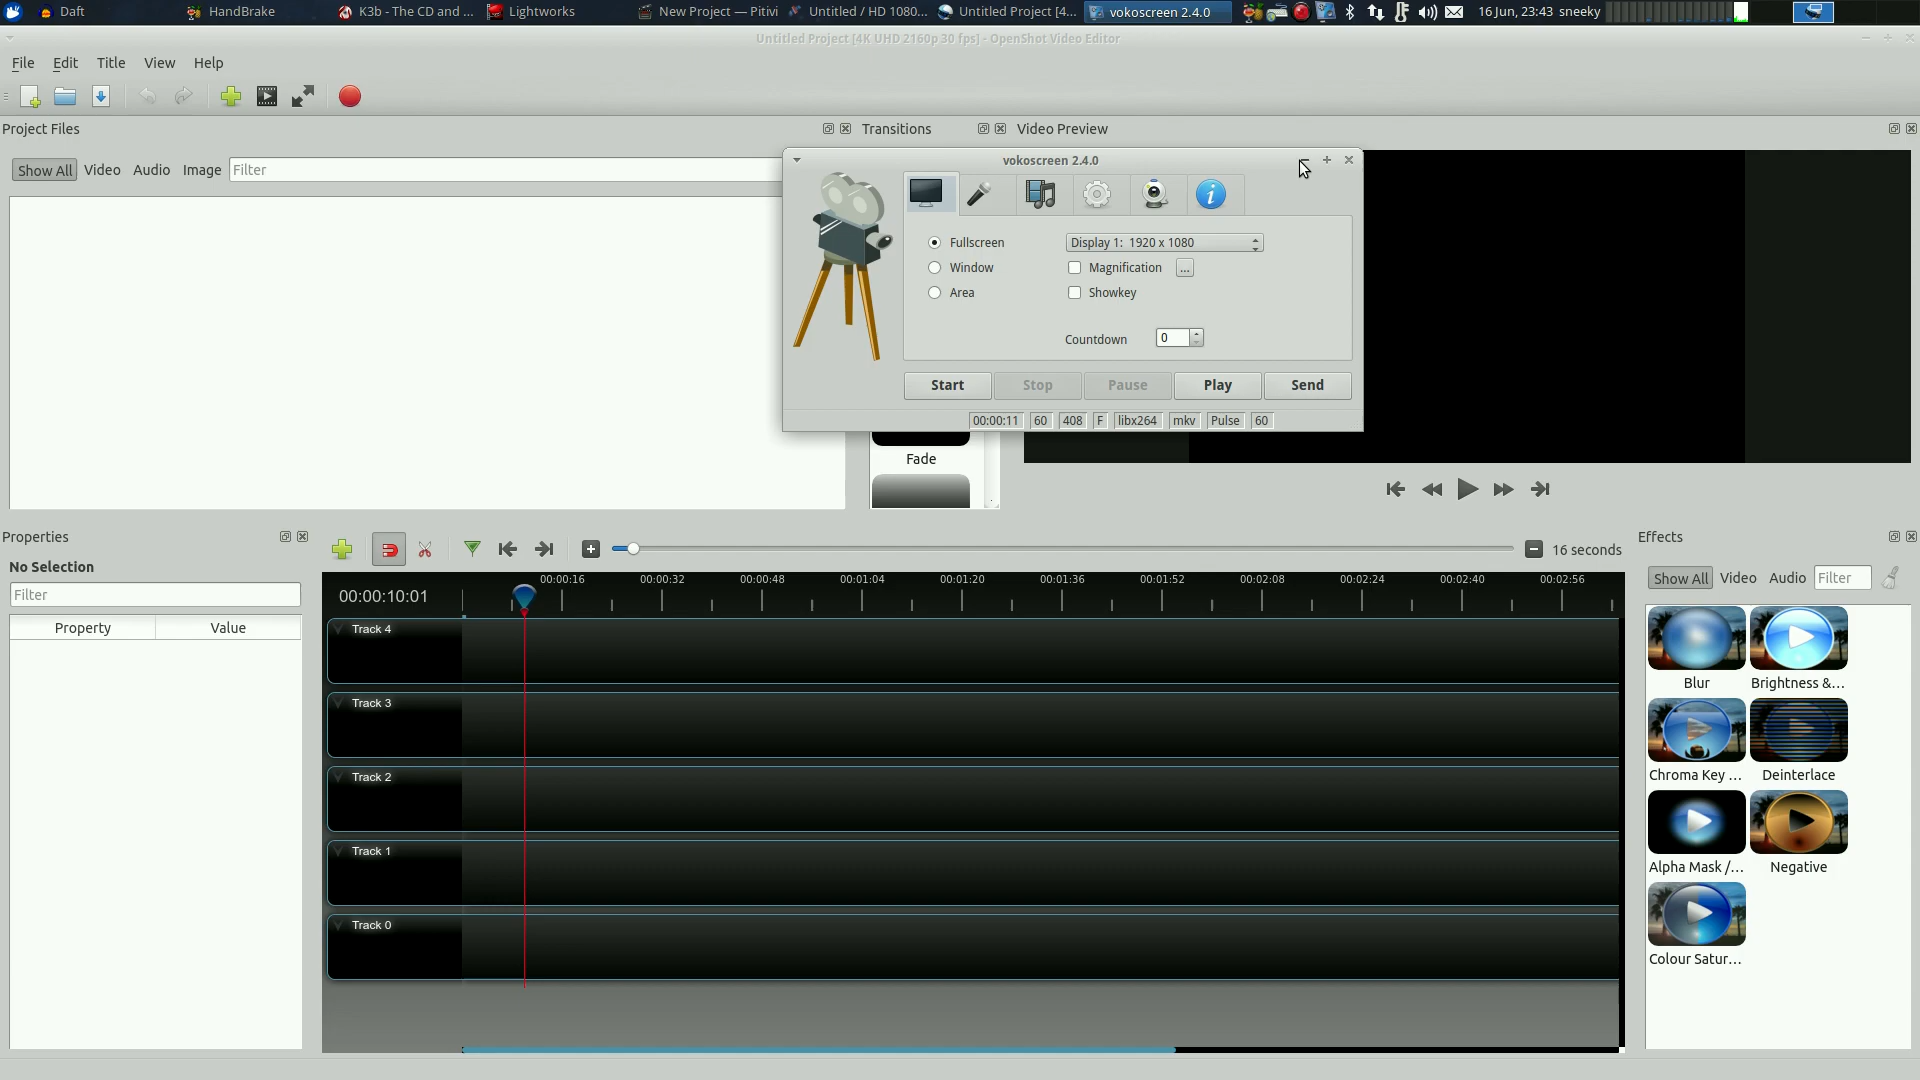 Daft HandBrake K3b - The CD and ... Lightworks New Project — Pitivi Untitled / HD 1080... Untitled Project [4... vokoscreen 2.4.0 16 Jun, 23:43 sneeky
Untitled Project [4K UHD 2160p 30 fps] - OpenShot Video Editor
File Edit Title View Help
Project Files Transitions Video Preview
Show All Video Audio Image Filter
vokoscreen 2.4.0
Fullscreen Display 1: 1920 x 1080
Window Magnification ...
Area Showkey
Countdown 0
Start Stop Pause Play Send
00:00:11 60 408 F libx264 mkv Pulse 60
Fade
Properties
No Selection
Filter
Property Value
16 seconds
00:00:10:01 00:00:16 00:00:32 00:00:48 00:01:04 00:01:20 00:01:36 00:01:52 00:02:08 00:02:24 00:02:40 00:02:56
Track 4
Track 3
Track 2
Track 1
Track 0
Effects
Show All Video Audio Filter
Blur Brightness &...
Chroma Key ... Deinterlace
Alpha Mask /... Negative
Colour Satur...